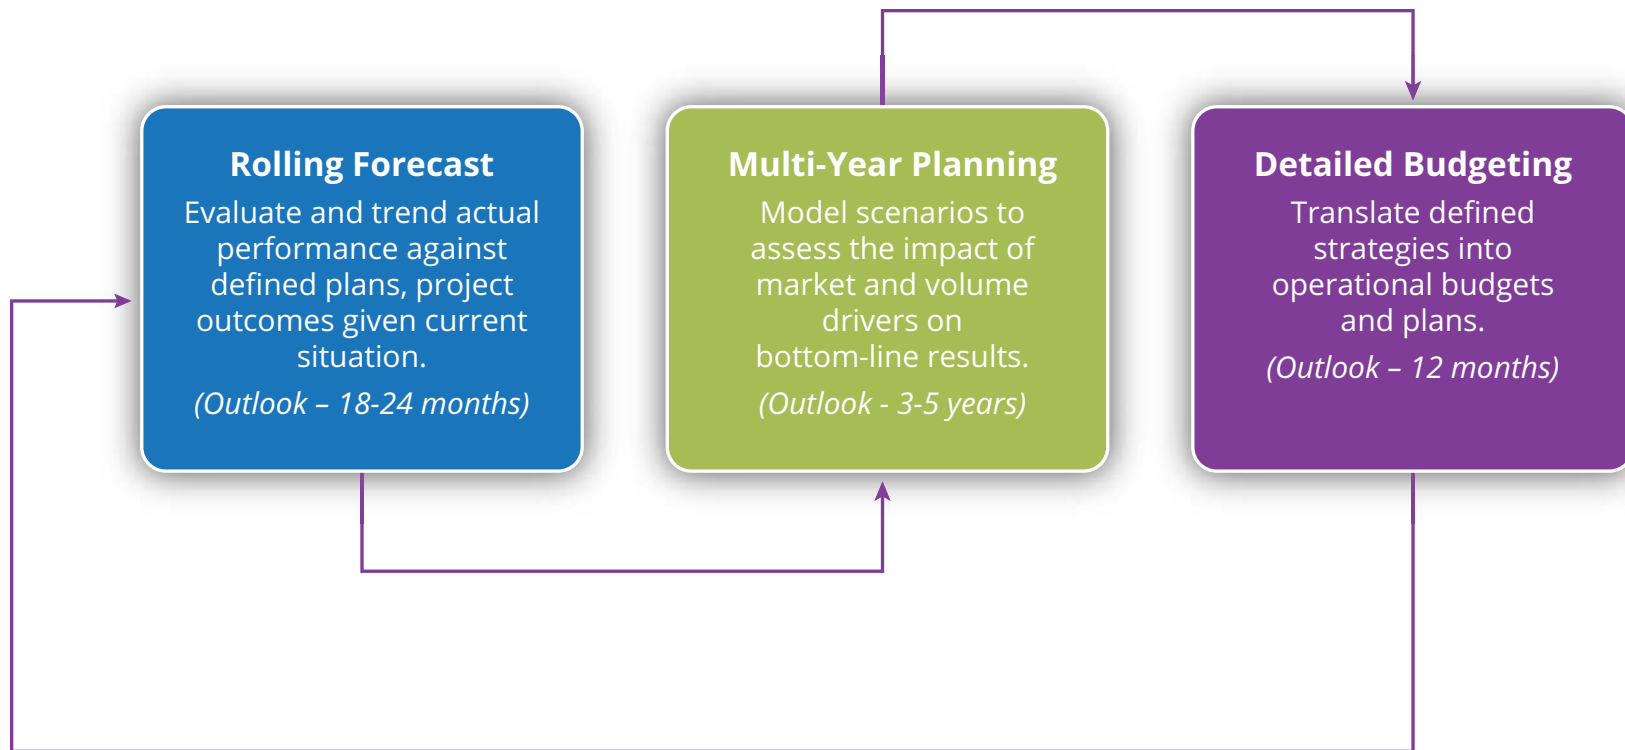 Rolling Forecast
Evaluate and trend actual
performance against
defined plans, project
outcomes given current
situation.
(Outlook – 18-24 months)
Multi-Year Planning
Model scenarios to
assess the impact of
market and volume
drivers on
bottom-line results.
(Outlook - 3-5 years)
Detailed Budgeting
Translate defined
strategies into
operational budgets
and plans.
(Outlook – 12 months)